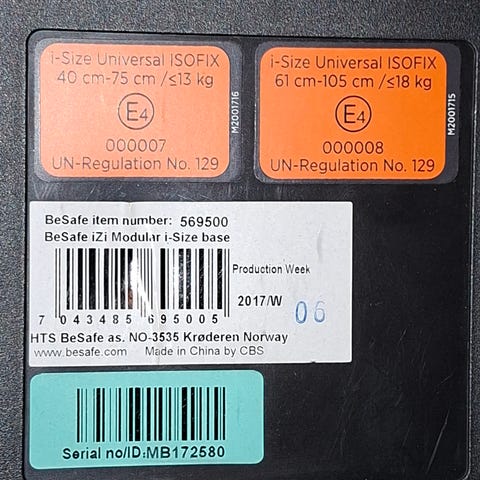 i-Size Universal ISOFIX
40 cm-75 cm /≤13 kg
E4
000007
UN-Regulation No. 129
M2001716
i-Size Universal ISOFIX
61 cm-105 cm /≤18 kg
E4
000008
UN-Regulation No. 129
M2001715
BeSafe item number: 569500
BeSafe iZi Modular i-Size base
Production Week
2017/W 06
7 043485 695005
HTS BeSafe as. NO-3535 Krøderen Norway
www.besafe.com Made in China by CBS
Serial no/ID:MB172580